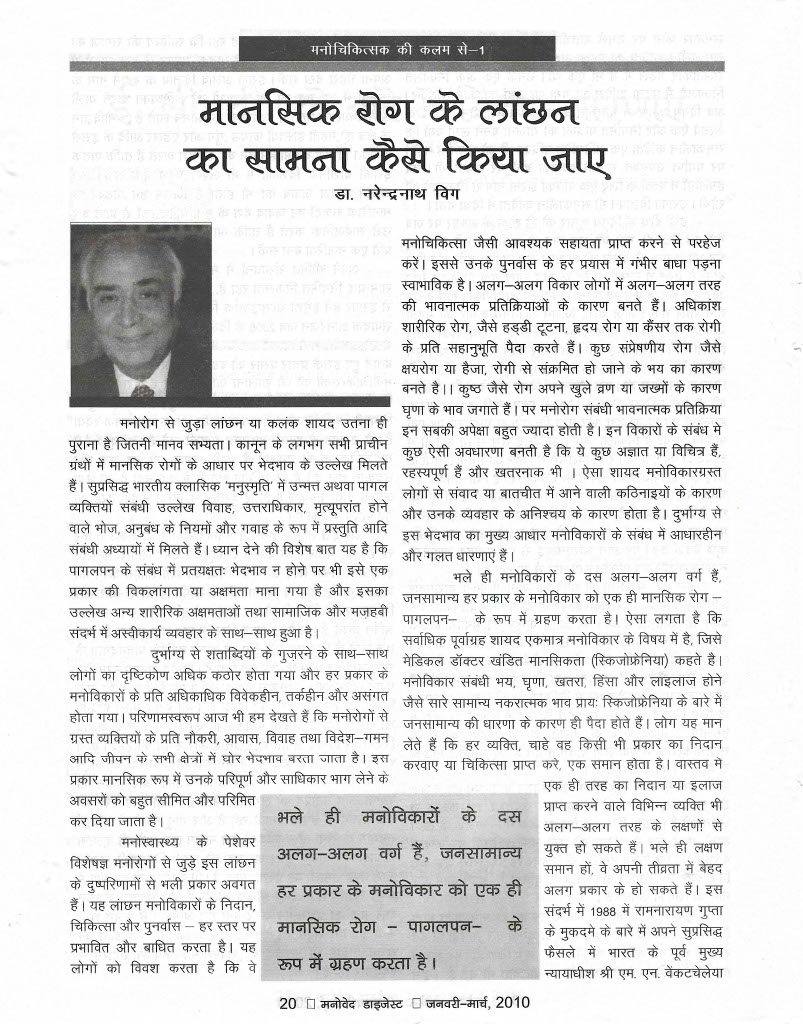 मनोचिकित्सक की कलम से–1
मानसिक रोग के लांछन
का सामना कैसे किया जाए
डा. नरेन्द्रनाथ विग
मनोरोग से जुड़ा लांछन या कलंक शायद उतना ही
पुराना है जितनी मानव सभ्यता। कानून के लगभग सभी प्राचीन
ग्रंथों में मानसिक रोगों के आधार पर भेदभाव के उल्लेख मिलते
हैं। सुप्रसिद्ध भारतीय क्लासिक ‘मनुस्मृति’ में उन्मत्त अथवा पागल
व्यक्तियों संबंधी उल्लेख विवाह, उत्तराधिकार, मृत्यूपरांत होने
वाले भोज, अनुबंध के नियमों और गवाह के रूप में प्रस्तुति आदि
संबंधी अध्यायों में मिलते हैं। ध्यान देने की विशेष बात यह है कि
पागलपन के संबंध में प्रतयक्षतः भेदभाव न होने पर भी इसे एक
प्रकार की विकलांगता या अक्षमता माना गया है और इसका
उल्लेख अन्य शारीरिक अक्षमताओं तथा सामाजिक और मज़हबी
संदर्भ में अस्वीकार्य व्यवहार के साथ–साथ हुआ है।
दुर्भाग्य से शताब्दियों के गुजरने के साथ–साथ
लोगों का दृष्टिकोण अधिक कठोर होता गया और हर प्रकार के
मनोविकारों के प्रति अधिकाधिक विवेकहीन, तर्कहीन और असंगत
होता गया। परिणामस्वरूप आज भी हम देखते हैं कि मनोरोगों से
ग्रस्त व्यक्तियों के प्रति नौकरी, आवास, विवाह तथा विदेश–गमन
आदि जीवन के सभी क्षेत्रों में घोर भेदभाव बरता जाता है। इस
प्रकार मानसिक रूप में उनके परिपूर्ण और साधिकार भाग लेने के
अवसरों को बहुत सीमित और परिमित
कर दिया जाता है।
मनोस्वास्थ्य के पेशेवर
विशेषज्ञ मनोरोगों से जुड़े इस लांछन
के दुष्परिणामों से भली प्रकार अवगत
हैं। यह लांछन मनोविकारों के निदान,
चिकित्सा और पुनर्वास – हर स्तर पर
प्रभावित और बाधित करता है। यह
लोगों को विवश करता है कि वे
मनोचिकित्सा जैसी आवश्यक सहायता प्राप्त करने से परहेज
करें। इससे उनके पुनर्वास के हर प्रयास में गंभीर बाधा पड़ना
स्वाभाविक है। अलग–अलग विकार लोगों में अलग–अलग तरह
की भावनात्मक प्रतिक्रियाओं के कारण बनते हैं। अधिकांश
शारीरिक रोग, जैसे हड्डी टूटना, हृदय रोग या कैंसर तक रोगी
के प्रति सहानुभूति पैदा करते हैं। कुछ संप्रेषणीय रोग जैसे
क्षयरोग या हैजा, रोगी से संक्रमित हो जाने के भय का कारण
बनते है।। कुष्ठ जैसे रोग अपने खुले व्रण या जख्मों के कारण
घृणा के भाव जगाते हैं। पर मनोरोग संबंधी भावनात्मक प्रतिक्रिया
इन सबकी अपेक्षा बहुत ज्यादा होती है। इन विकारों के संबंध मे
कुछ ऐसी अवधारणा बनती है कि ये कुछ अज्ञात या विचित्र हैं,
रहस्यपूर्ण हैं और खतरनाक भी । ऐसा शायद मनोविकारग्रस्त
लोगों से संवाद या बातचीत में आने वाली कठिनाइयों के कारण
और उनके व्यवहार के अनिश्चय के कारण होता है। दुर्भाग्य से
इस भेदभाव का मुख्य आधार मनोविकारों के संबंध में आधारहीन
और गलत धारणाएं हैं।
भले ही मनोविकारों के दस अलग–अलग वर्ग हैं,
जनसामान्य हर प्रकार के मनोविकार को एक ही मानसिक रोग –
पागलपन– के रूप में ग्रहण करता है। ऐसा लगता है कि
सर्वाधिक पूर्वाग्रह शायद एकमात्र मनोविकार के विषय में है, जिसे
मेडिकल डॉक्टर खंडित मानसिकता (स्किजोफ्रेनिया) कहते है।
मनोविकार संबंधी भय, घृणा, खतरा, हिंसा और लाइलाज होने
जैसे सारे सामान्य नकरात्मक भाव प्रायः स्किजोफ्रेनिया के बारे में
जनसामान्य की धारणा के कारण ही पैदा होते हैं। लोग यह मान
लेते हैं कि हर व्यक्ति, चाहे वह किसी भी प्रकार का निदान
करवाए या चिकित्सा प्राप्त करे, एक समान होता है। वास्तव में
एक ही तरह का निदान या इलाज
प्राप्त करने वाले विभिन्न व्यक्ति भी
अलग–अलग तरह के लक्षणों से
युक्त हो सकते हैं। भले ही लक्षण
समान हों, वे अपनी तीव्रता में बेहद
अलग प्रकार के हो सकते हैं। इस
संदर्भ में 1988 में रामनारायण गुप्ता
के मुकदमे के बारे में अपने सुप्रसिद्ध
फैसले में भारत के पूर्व मुख्य
न्यायाधीश श्री एम. एन. वेंकटचेलेया
भले ही मनोविकारों के दस
अलग–अलग वर्ग हैं, जनसामान्य
हर प्रकार के मनोविकार को एक ही
मानसिक रोग – पागलपन– के
रूप में ग्रहण करता है।
20 □ मनोवेद डाइजेस्ट □ जनवरी–मार्च, 2010